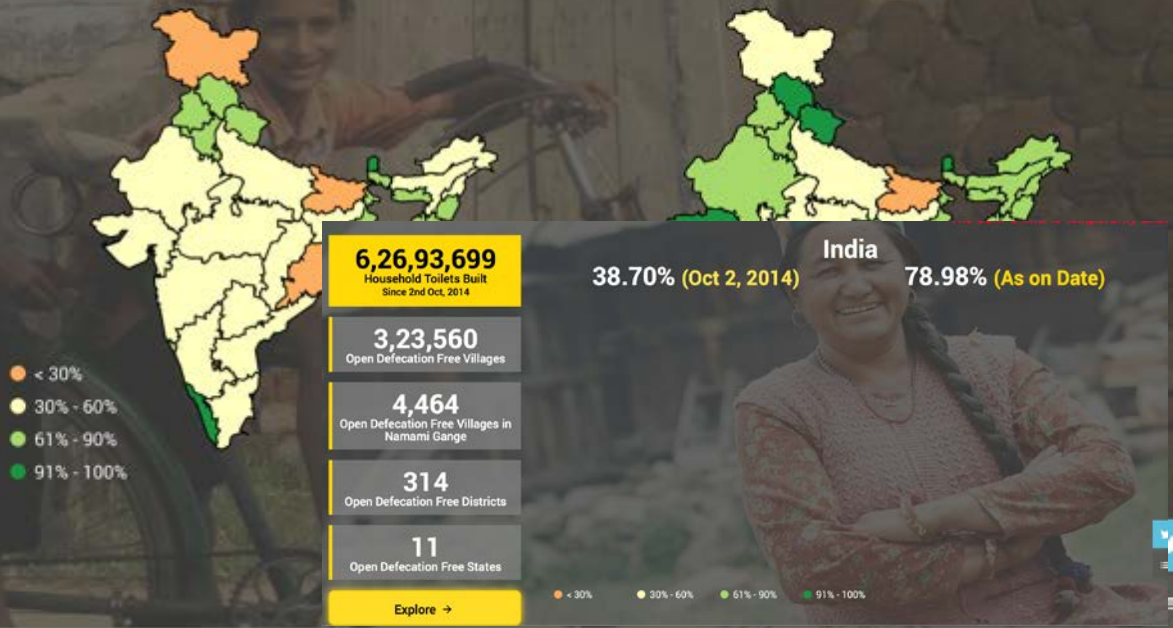 < 30%
30% - 60%
61% - 90%
91% - 100%
6,26,93,699
Household Toilets Built
Since 2nd Oct, 2014
3,23,560
Open Defecation Free Villages
4,464
Open Defecation Free Villages in
Namami Gange
314
Open Defecation Free Districts
11
Open Defecation Free States
Explore →
India
38.70% (Oct 2, 2014) 78.98% (As on Date)
< 30% 30% - 60% 61% - 90% 91% - 100%